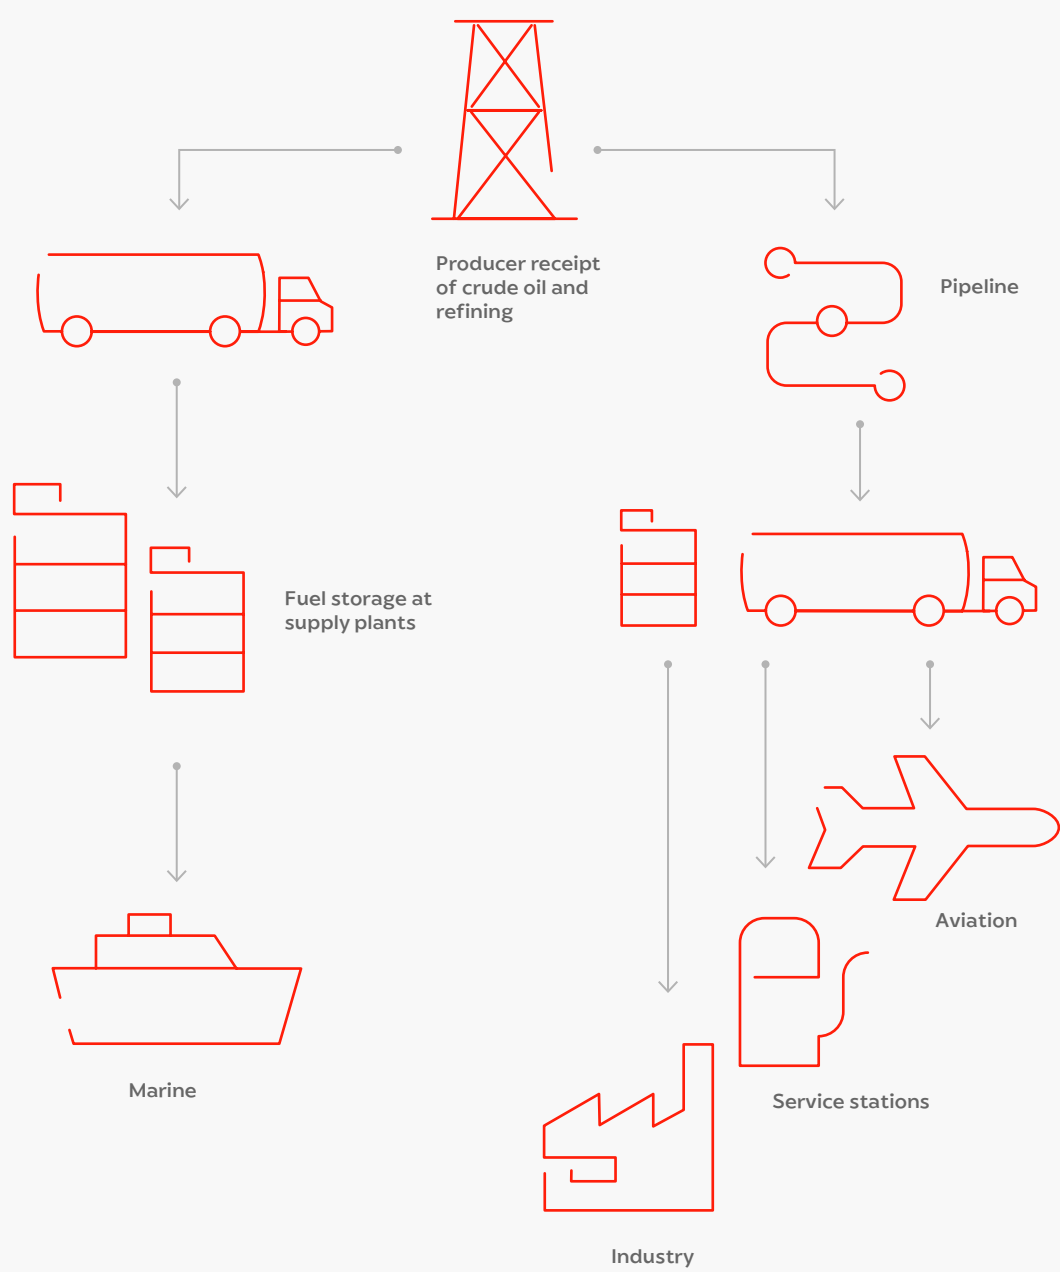 Producer receipt
of crude oil and
refining
Pipeline
Fuel storage at
supply plants
Aviation
Marine
Service stations
Industry